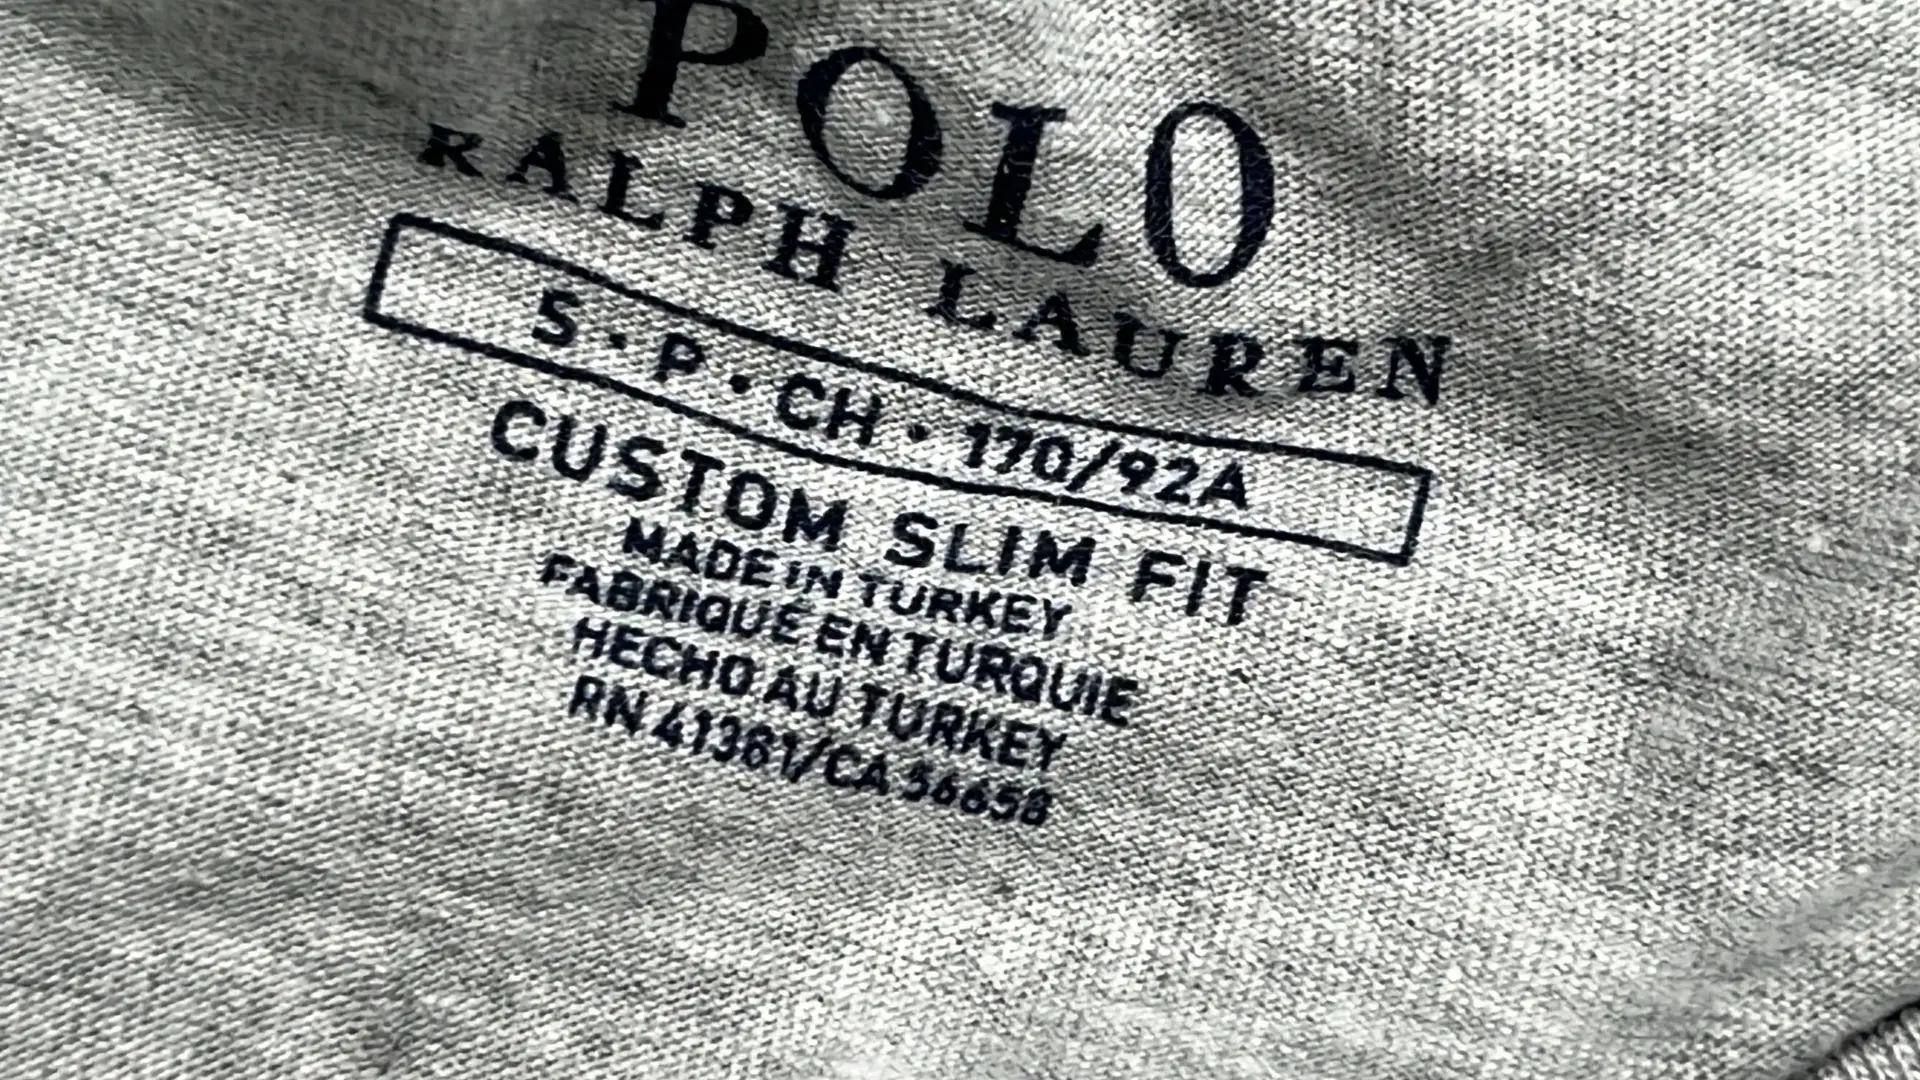 POLO
RALPH LAUREN
S · P · CH · 170/92A
CUSTOM SLIM FIT
MADE IN TURKEY
FABRIQUÉ EN TURQUIE
HECHO AU TURKEY
RN 41381/CA 56658